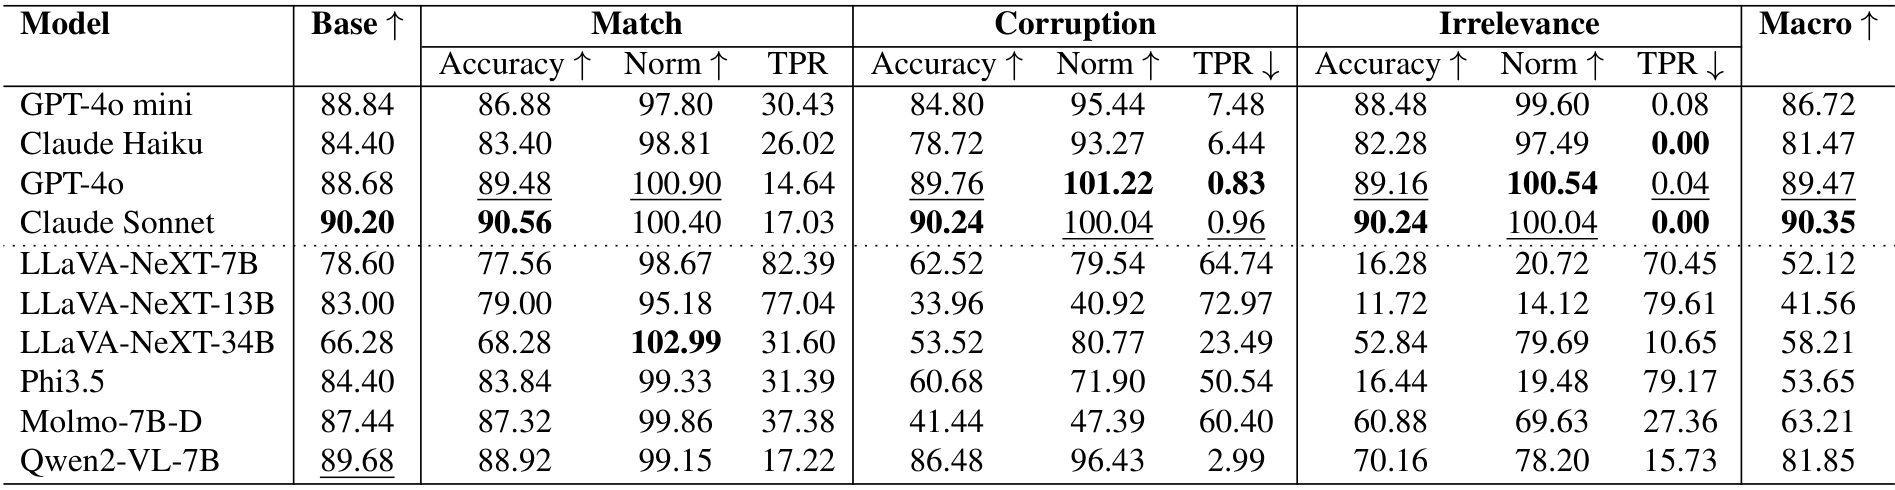 Model Base ↑ Match Corruption Irrelevance Macro ↑
Accuracy ↑ Norm ↑ TPR Accuracy ↑ Norm ↑ TPR ↓ Accuracy ↑ Norm ↑ TPR ↓
GPT-4o mini 88.84 86.88 97.80 30.43 84.80 95.44 7.48 88.48 99.60 0.08 86.72
Claude Haiku 84.40 83.40 98.81 26.02 78.72 93.27 6.44 82.28 97.49 0.00 81.47
GPT-4o 88.68 89.48 100.90 14.64 89.76 101.22 0.83 89.16 100.54 0.04 89.47
Claude Sonnet 90.20 90.56 100.40 17.03 90.24 100.04 0.96 90.24 100.04 0.00 90.35
LLaVA-NeXT-7B 78.60 77.56 98.67 82.39 62.52 79.54 64.74 16.28 20.72 70.45 52.12
LLaVA-NeXT-13B 83.00 79.00 95.18 77.04 33.96 40.92 72.97 11.72 14.12 79.61 41.56
LLaVA-NeXT-34B 66.28 68.28 102.99 31.60 53.52 80.77 23.49 52.84 79.69 10.65 58.21
Phi3.5 84.40 83.84 99.33 31.39 60.68 71.90 50.54 16.44 19.48 79.17 53.65
Molmo-7B-D 87.44 87.32 99.86 37.38 41.44 47.39 60.40 60.88 69.63 27.36 63.21
Qwen2-VL-7B 89.68 88.92 99.15 17.22 86.48 96.43 2.99 70.16 78.20 15.73 81.85